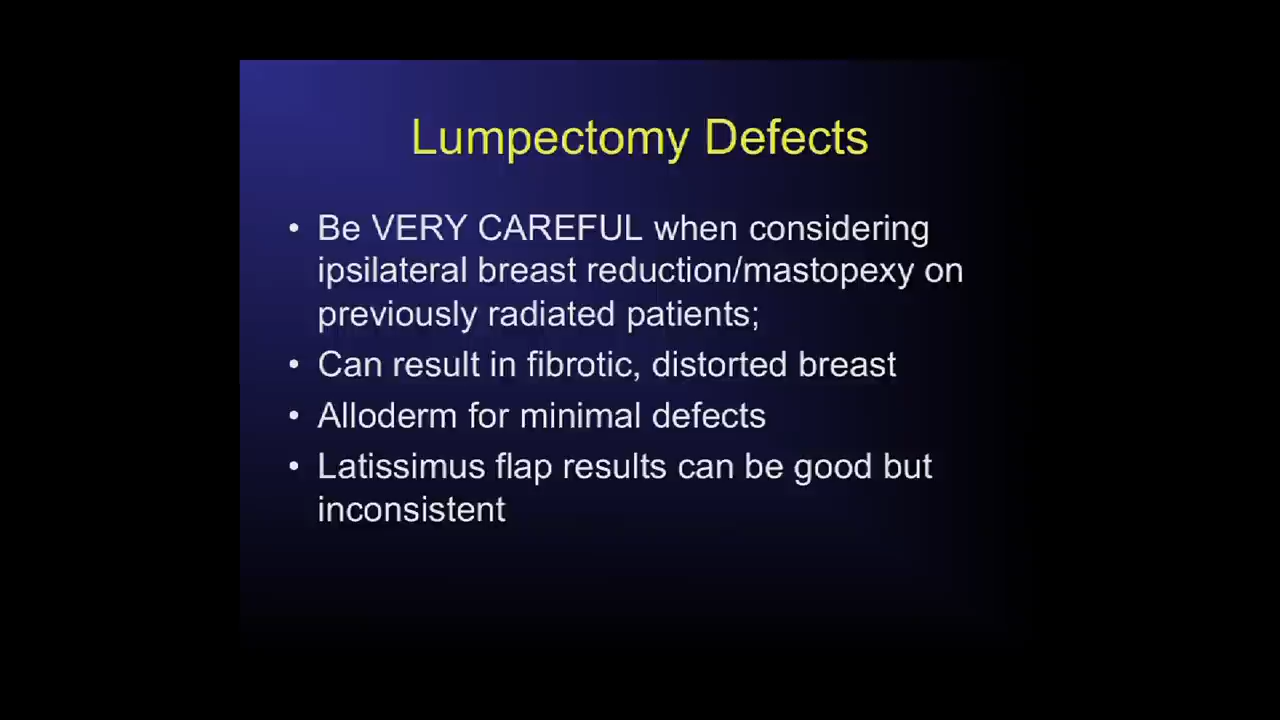 Lumpectomy Defects
• Be VERY CAREFUL when considering
ipsilateral breast reduction/mastopexy on
previously radiated patients;
• Can result in fibrotic, distorted breast
• Alloderm for minimal defects
• Latissimus flap results can be good but
inconsistent